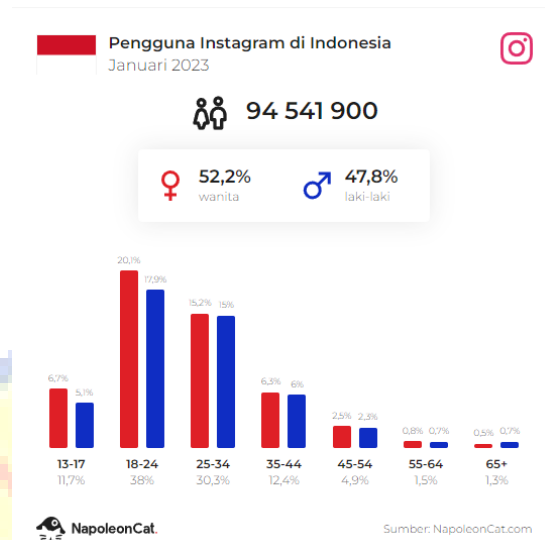 Pengguna Instagram di Indonesia
Januari 2023
94 541 900
52,2% 47,8%
wanita laki-laki
20,1%
17,9%
15,2% 15%
6,7%
5,1%
6,3% 6%
2,5% 2,3%
0,8% 0,7% 0,5% 0,7%
13-17 18-24 25-34 35-44 45-54 55-64 65+
11,7% 38% 30,3% 12,4% 4,9% 1,5% 1,3%
NapoleonCat.
Sumber: NapoleonCat.com